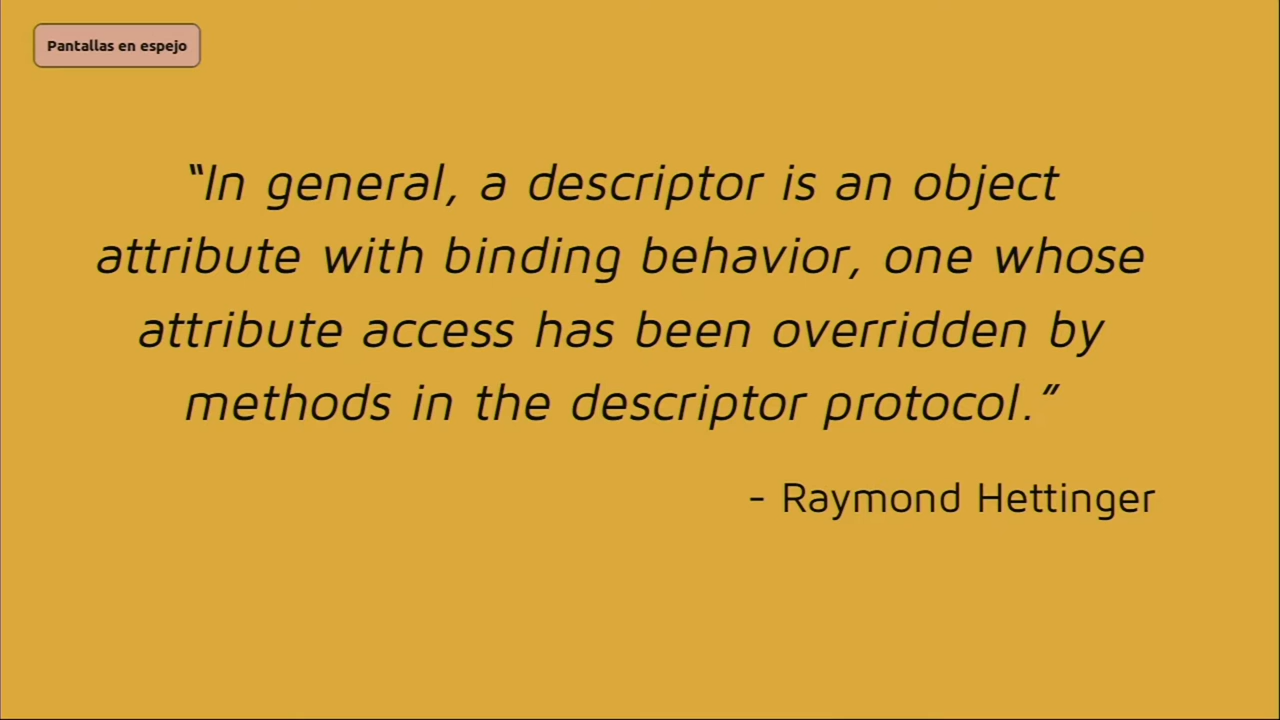 Pantallas en espejo
“In general, a descriptor is an object
attribute with binding behavior, one whose
attribute access has been overridden by
methods in the descriptor protocol.”
- Raymond Hettinger